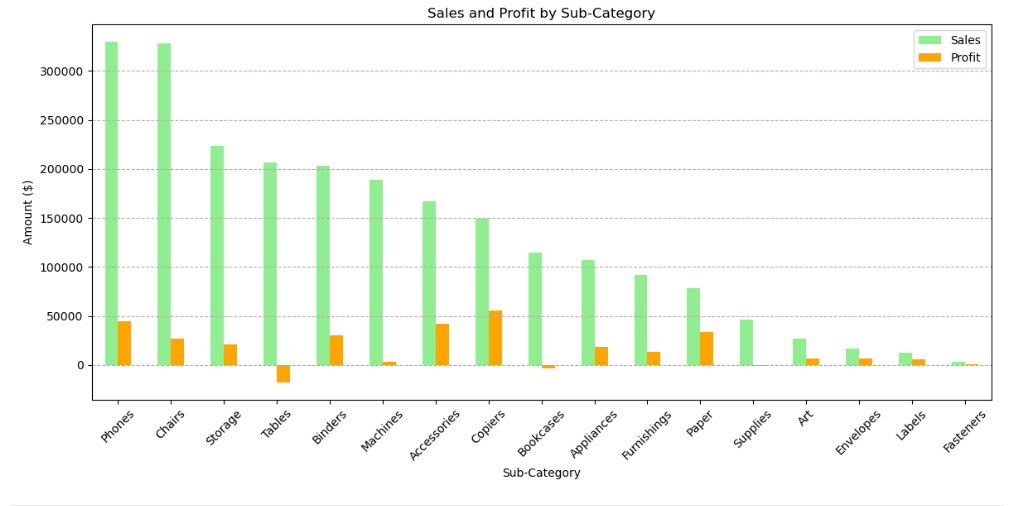 Sales and Profit by Sub-Category
Sales
Profit
300000
250000
200000
150000
100000
50000
0
Amount ($)
Phones
Chairs
Storage
Tables
Binders
Machines
Accessories
Copiers
Bookcases
Appliances
Furnishings
Paper
Supplies
Art
Envelopes
Labels
Fasteners
Sub-Category